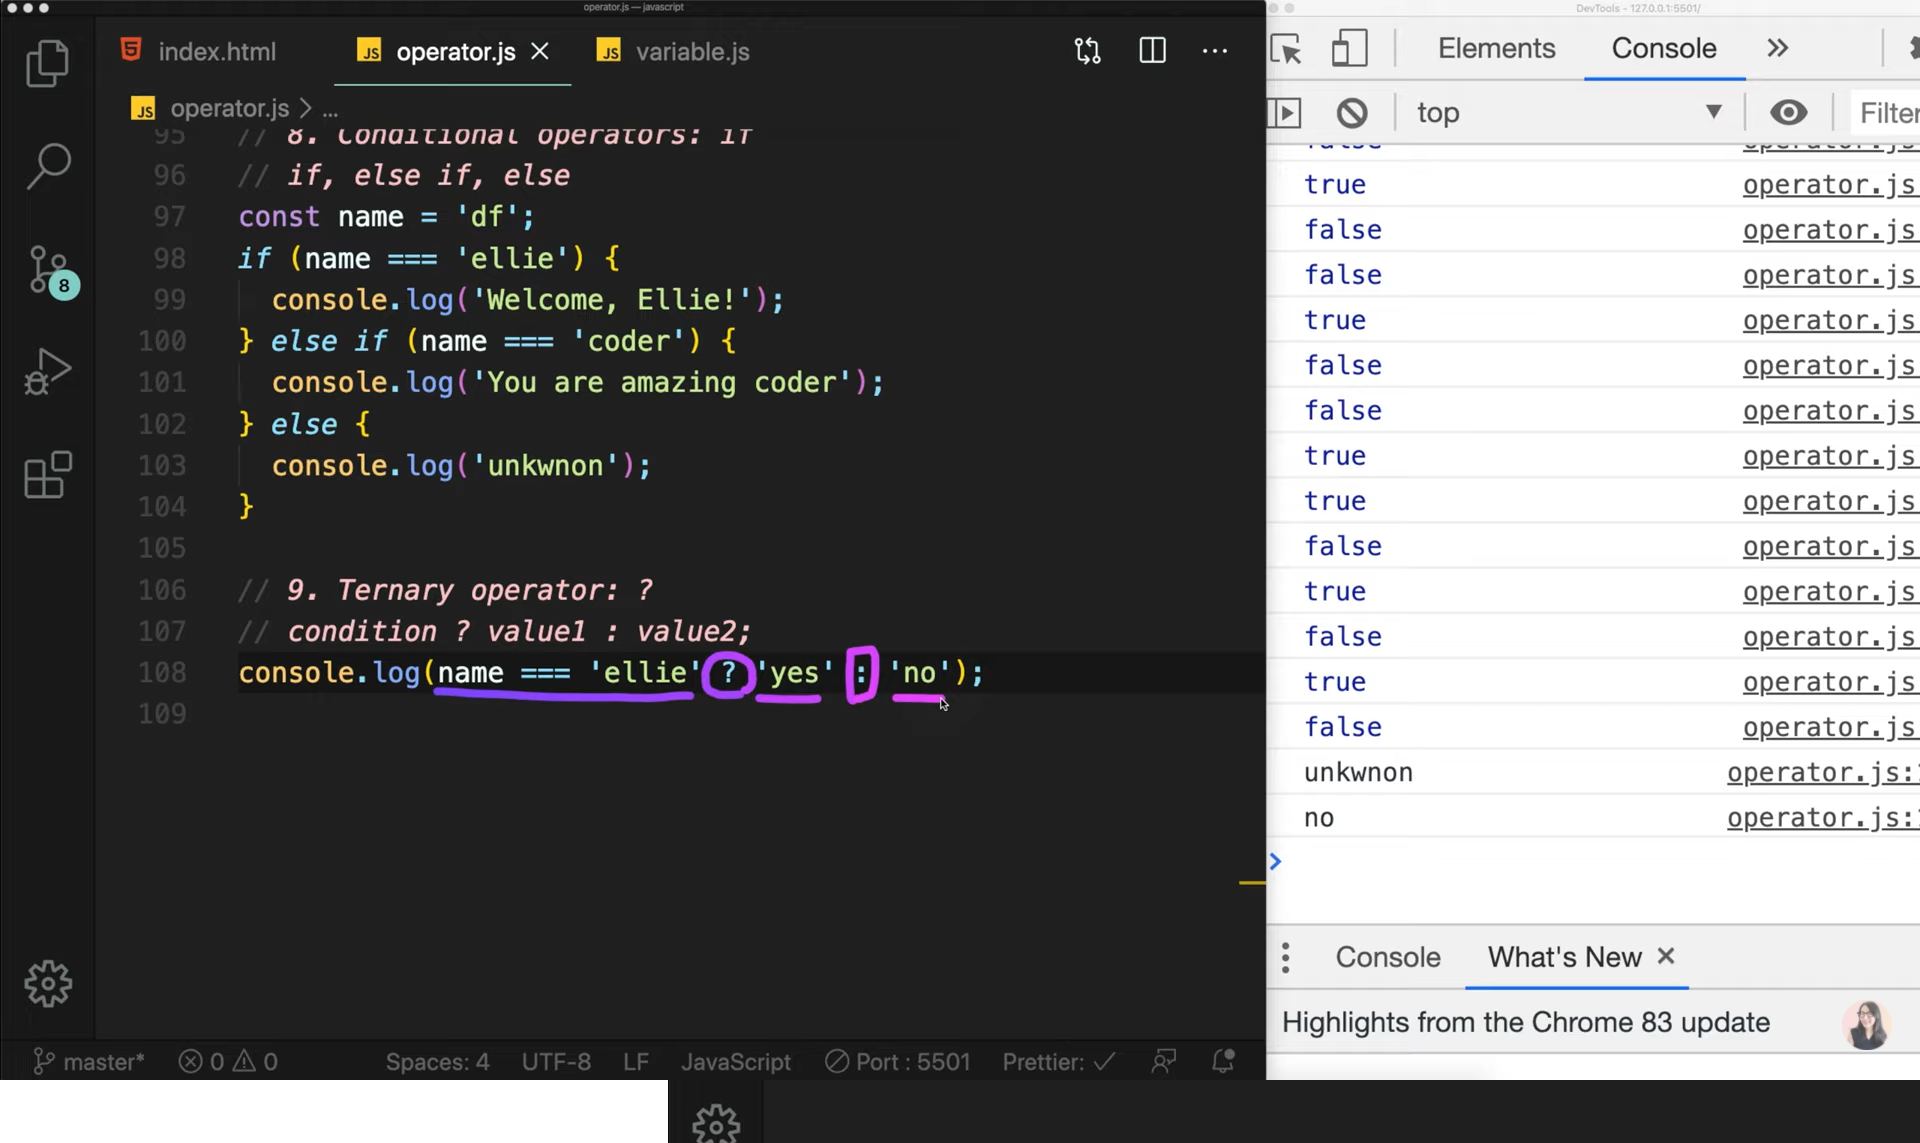 operator.js — javascript
index.html
JS operator.js ×
JS variable.js
JS operator.js > ...
95 // 8. Conditional operators: if
96 // if, else if, else
97 const name = 'df';
98 if (name === 'ellie') {
99 console.log('Welcome, Ellie!');
100 } else if (name === 'coder') {
101 console.log('You are amazing coder');
102 } else {
103 console.log('unkwnon');
104 }
105
106 // 9. Ternary operator: ?
107 // condition ? value1 : value2;
108 console.log(name === 'ellie' ? 'yes' : 'no');
109
8
master* 0 0 Spaces: 4 UTF-8 LF JavaScript Port : 5501 Prettier: ✓
DevTools - 127.0.0.1:5501/
Elements Console »
top ▼ Filter
false operator.js
true operator.js
false operator.js
false operator.js
true operator.js
false operator.js
false operator.js
true operator.js
true operator.js
false operator.js
true operator.js
false operator.js
true operator.js
false operator.js
unkwnon operator.js:
no operator.js:
>
Console What's New ×
Highlights from the Chrome 83 update